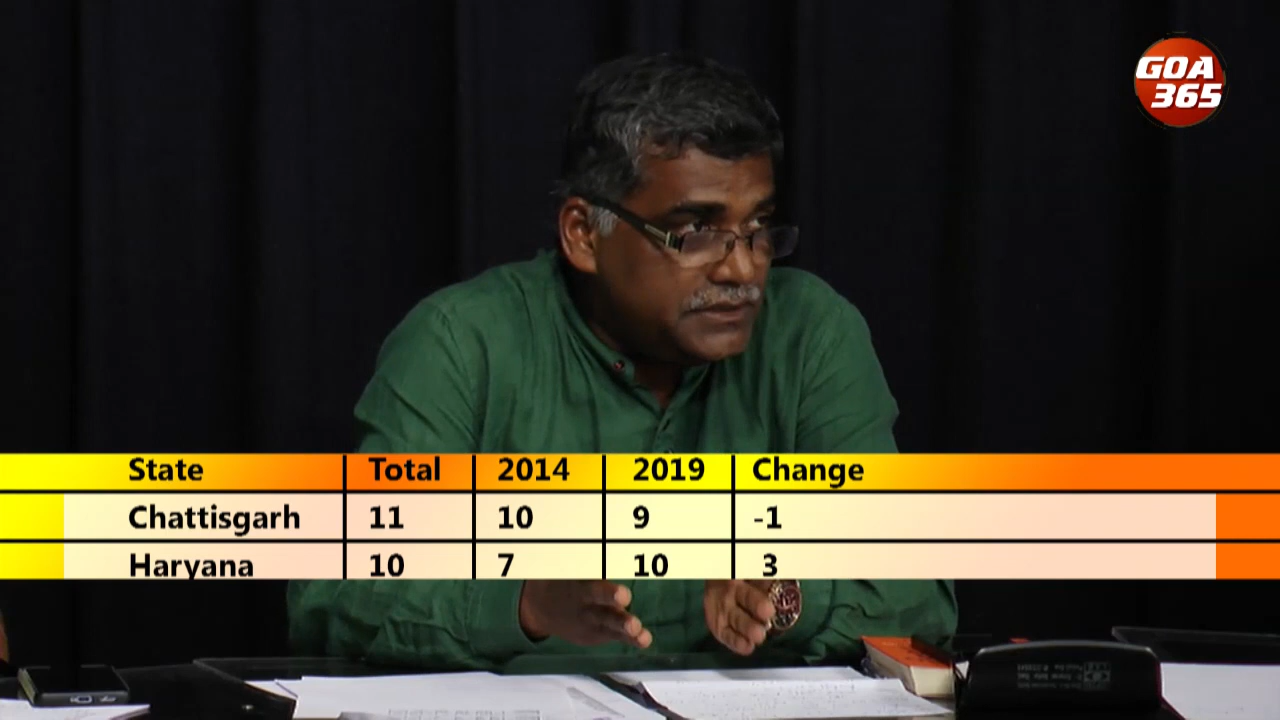 GOA
365
State Total 2014 2019 Change
Chattisgarh 11 10 9 -1
Haryana 10 7 10 3